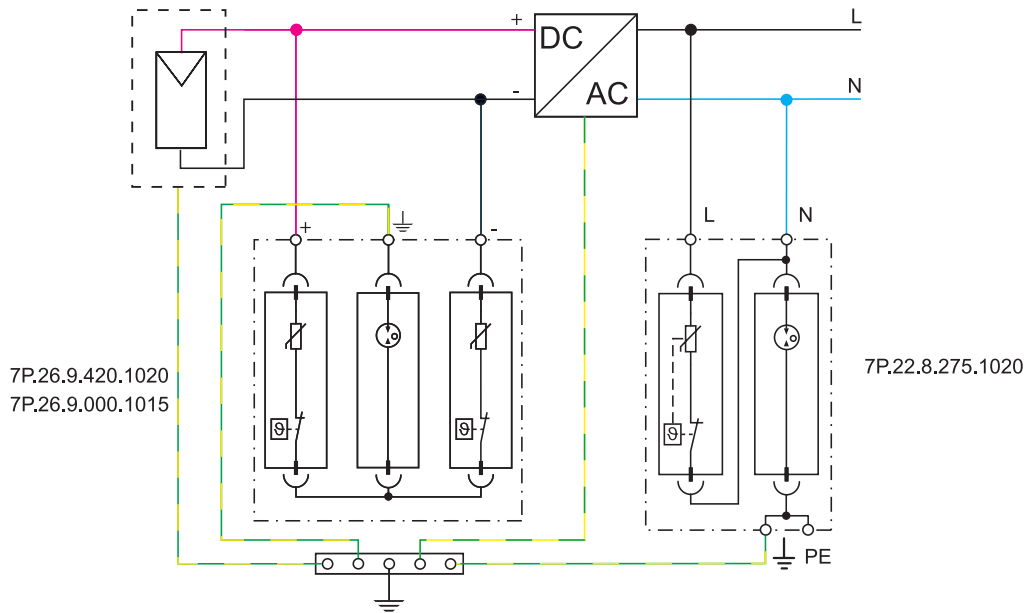 +
DC
AC
-
L
N
+
-
L
N
7P.26.9.420.1020
7P.26.9.000.1015
7P.22.8.275.1020
ϑ
ϑ
ϑ
PE